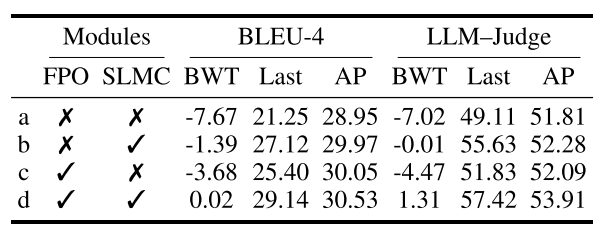 Modules BLEU-4 LLM–Judge
FPO SLMC BWT Last AP BWT Last AP
a ✗ ✗ -7.67 21.25 28.95 -7.02 49.11 51.81
b ✗ ✓ -1.39 27.12 29.97 -0.01 55.63 52.28
c ✓ ✗ -3.68 25.40 30.05 -4.47 51.83 52.09
d ✓ ✓ 0.02 29.14 30.53 1.31 57.42 53.91